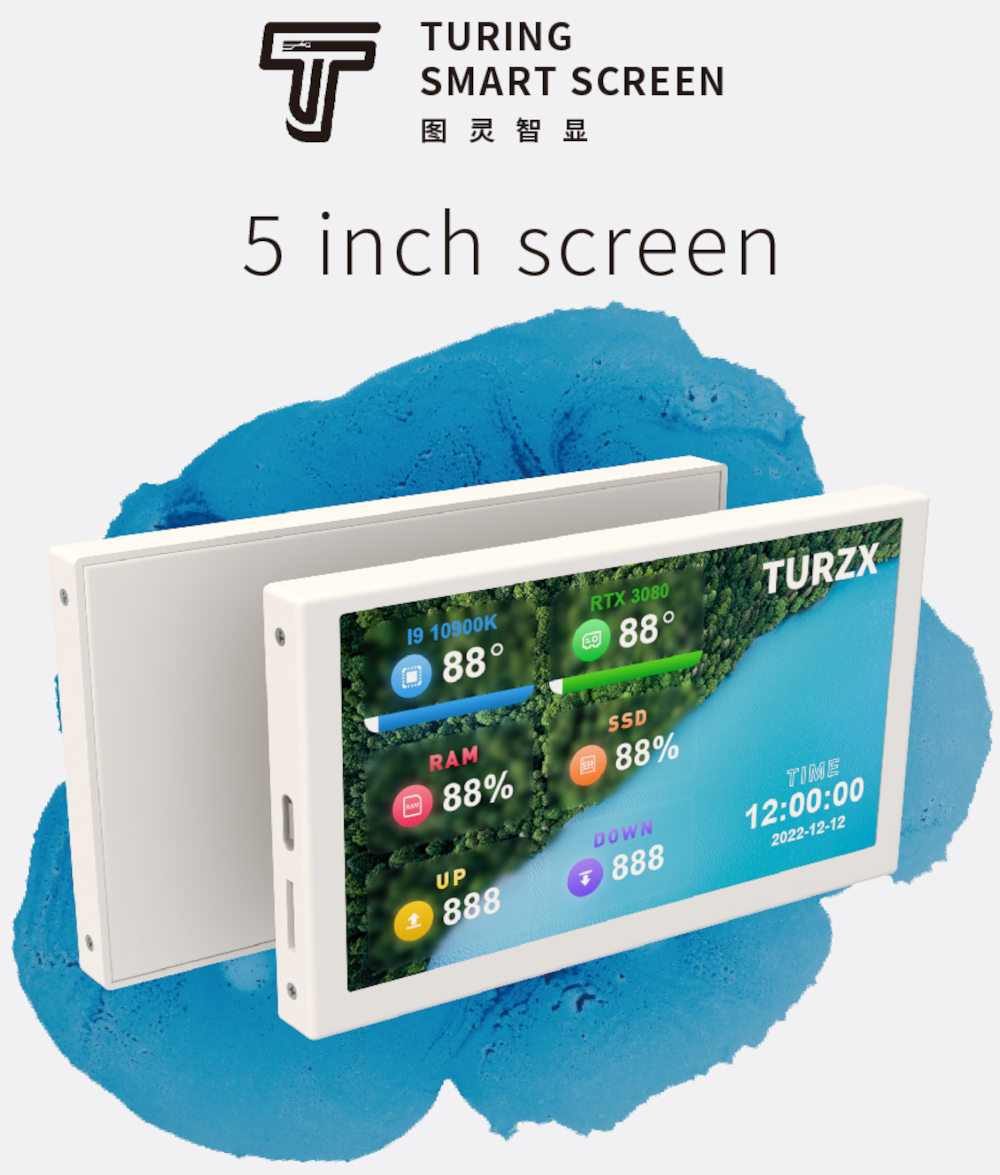 TURING
SMART SCREEN
图灵智显
5 inch screen
TURZX
I9 10900K
88°
RTX 3080
88°
RAM
88%
SSD
88%
UP
888
DOWN
888
TIME
12:00:00
2022-12-12